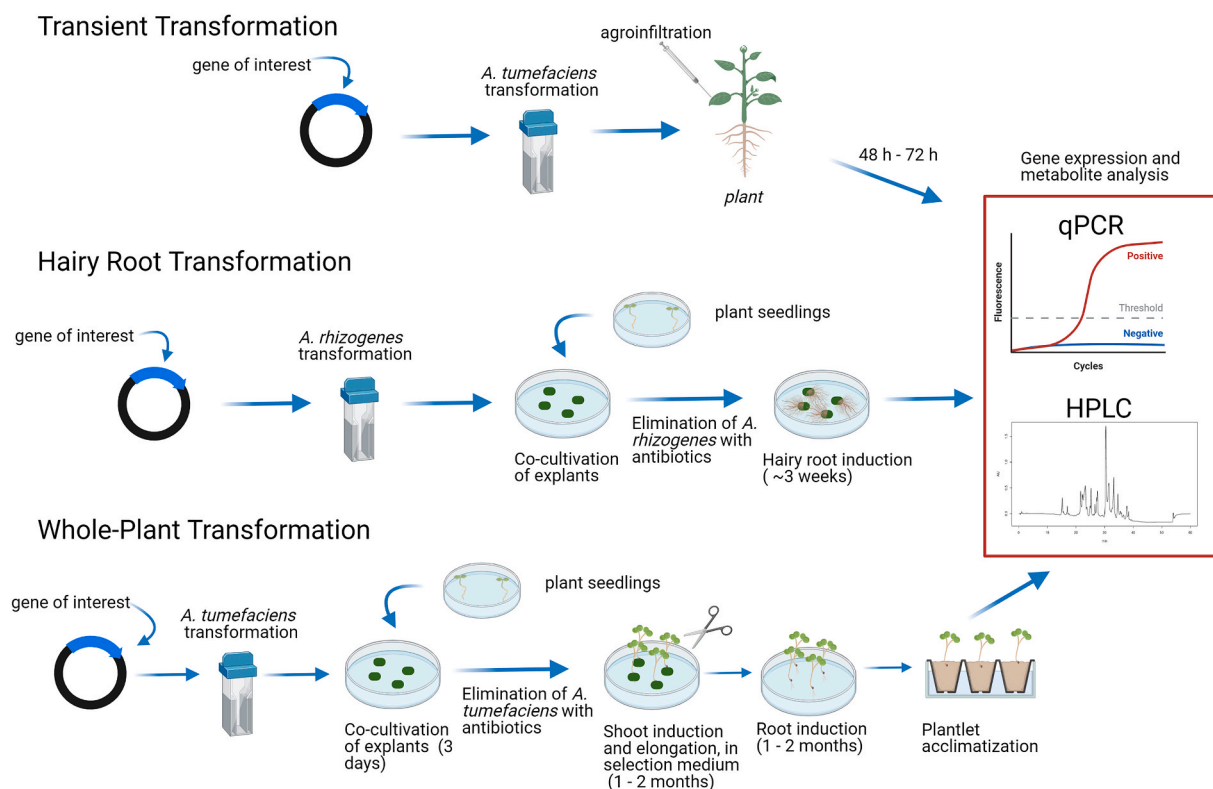 Transient Transformation
gene of interest
A. tumefaciens
transformation
agroinfiltration
plant
48 h - 72 h
Gene expression and
metabolite analysis
qPCR
Fluorescence
Positive
Threshold
Negative
Cycles
HPLC
Hairy Root Transformation
gene of interest
A. rhizogenes
transformation
plant seedlings
Co-cultivation
of explants
Elimination of A.
rhizogenes with
antibiotics
Hairy root induction
( ~3 weeks)
Whole-Plant Transformation
gene of interest
A. tumefaciens
transformation
plant seedlings
Co-cultivation
of explants (3
days)
Elimination of A.
tumefaciens with
antibiotics
Shoot induction
and elongation, in
selection medium
(1 - 2 months)
Root induction
(1 - 2 months)
Plantlet
acclimatization